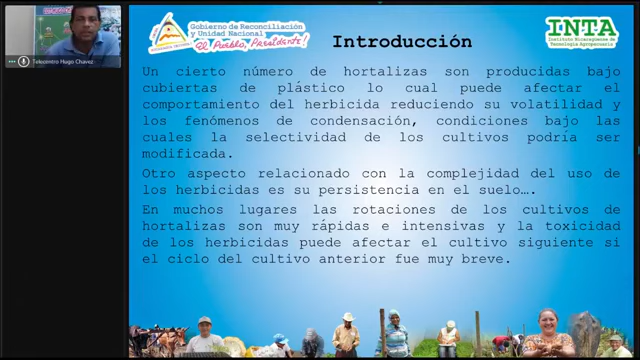 Gobierno de Reconciliación
y Unidad Nacional
El Pueblo, Presidente!
INTA
Instituto Nicaragüense de
Tecnología Agropecuaria
Introducción
Telecentro Hugo Chavez
Un cierto número de hortalizas son producidas bajo
cubiertas de plástico lo cual puede afectar el
comportamiento del herbicida reduciendo su volatilidad y
los fenómenos de condensación, condiciones bajo las
cuales la selectividad de los cultivos podría ser
modificada.
Otro aspecto relacionado con la complejidad del uso de
los herbicidas es su persistencia en el suelo….
En muchos lugares las rotaciones de los cultivos de
hortalizas son muy rápidas e intensivas y la toxicidad
de los herbicidas puede afectar el cultivo siguiente si
el ciclo del cultivo anterior fue muy breve.